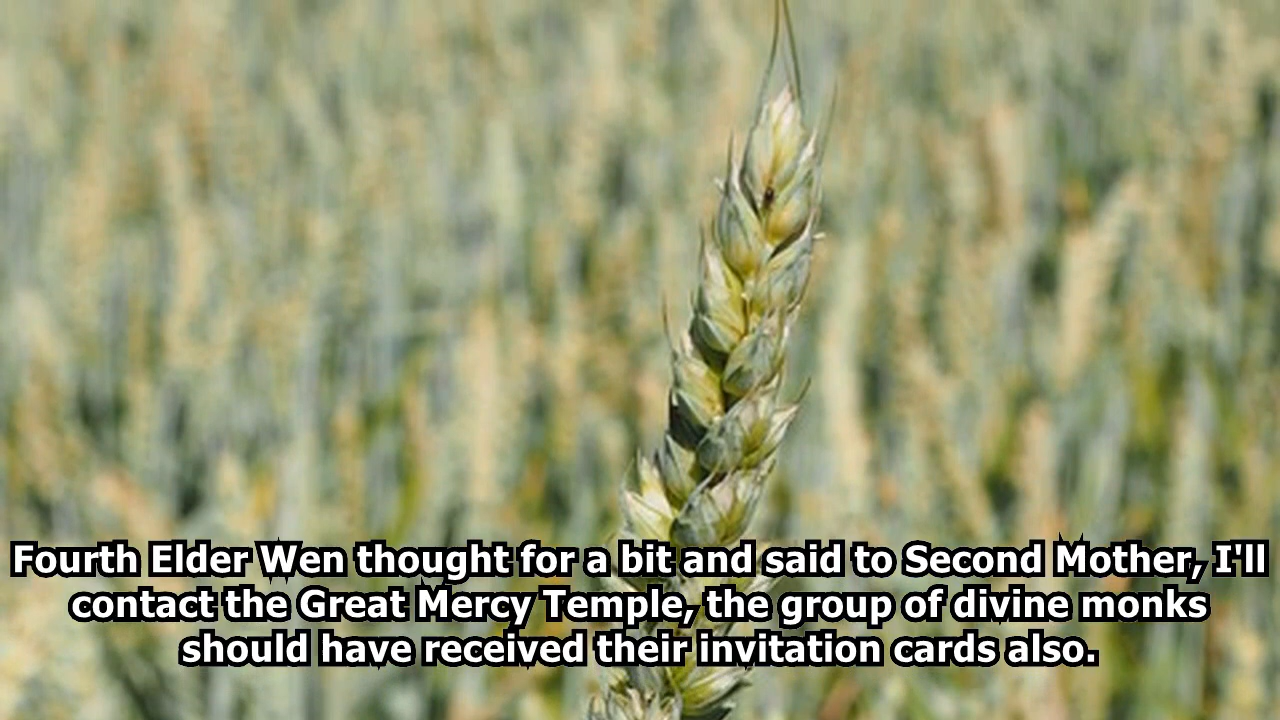 Fourth Elder Wen thought for a bit and said to Second Mother, I'll
contact the Great Mercy Temple, the group of divine monks
should have received their invitation cards also.